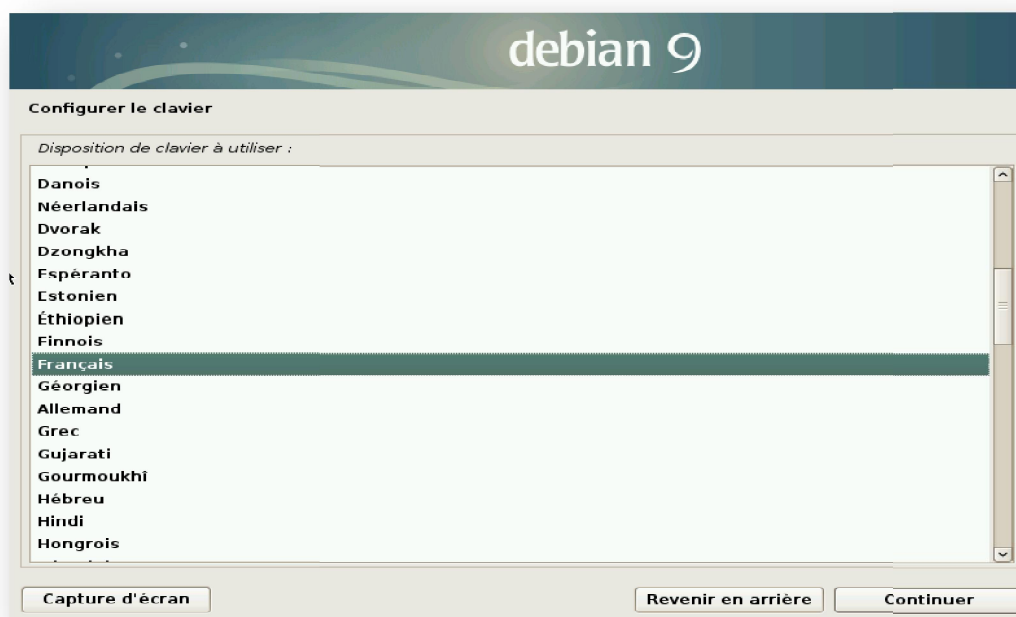 debian 9
Configurer le clavier
Disposition de clavier à utiliser :
Danois
Néerlandais
Dvorak
Dzongkha
Espéranto
Estonien
Éthiopien
Finnois
Français
Géorgien
Allemand
Grec
Gujarati
Gourmoukhî
Hébreu
Hindi
Hongrois
Capture d'écran
Revenir en arrière
Continuer